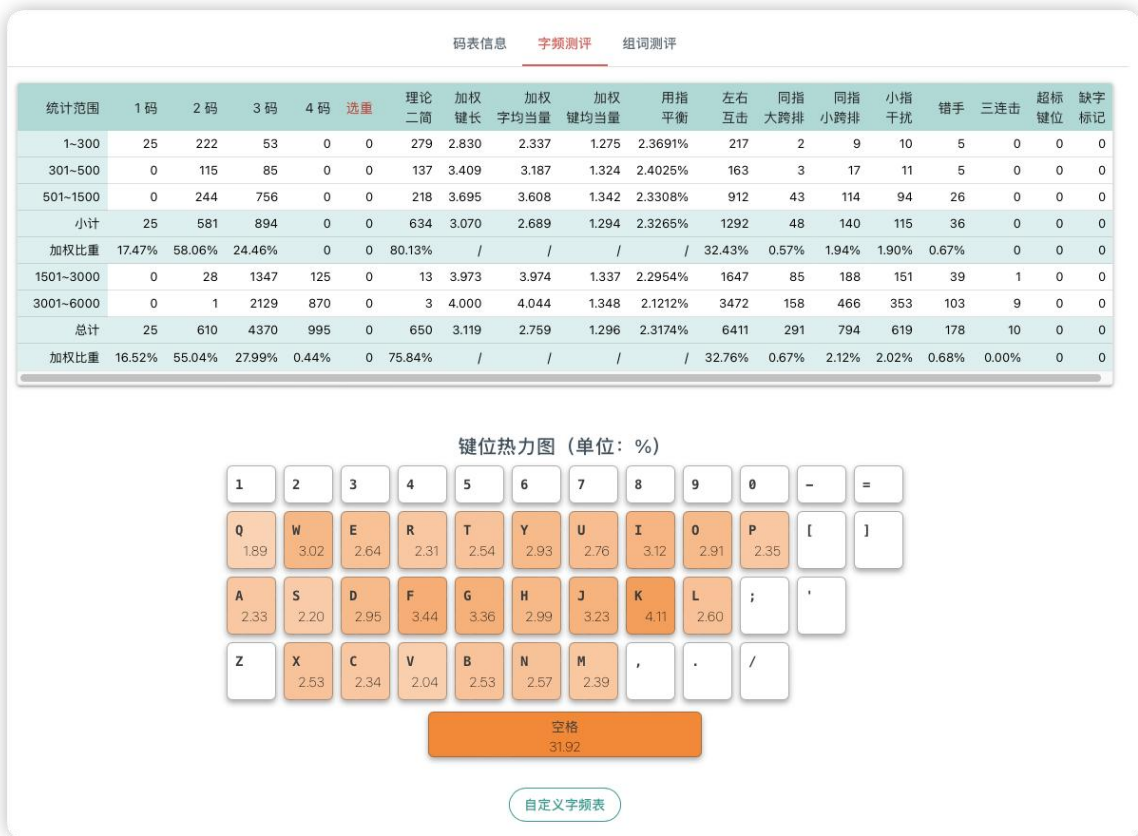 码表信息 字频测评 组词测评
统计范围 1 码 2 码 3 码 4 码 选重 理论二简 加权键长 加权字均当量 加权键均当量 用指平衡 左右互击 同指大跨排 同指小跨排 小指干扰 错手 三连击 超标键位 缺字标记
1~300 25 222 53 0 0 279 2.830 2.337 1.275 2.3691% 217 2 9 10 5 0 0 0
301~500 0 115 85 0 0 137 3.409 3.187 1.324 2.4025% 163 3 17 11 5 0 0 0
501~1500 0 244 756 0 0 218 3.695 3.608 1.342 2.3308% 912 43 114 94 26 0 0 0
小计 25 581 894 0 0 634 3.070 2.689 1.294 2.3265% 1292 48 140 115 36 0 0 0
加权比重 17.47% 58.06% 24.46% 0 0 80.13% / / / / 32.43% 0.57% 1.94% 1.90% 0.67% 0 0 0
1501~3000 0 28 1347 125 0 13 3.973 3.974 1.337 2.2954% 1647 85 188 151 39 1 0 0
3001~6000 0 1 2129 870 0 3 4.000 4.044 1.348 2.1212% 3472 158 466 353 103 9 0 0
总计 25 610 4370 995 0 650 3.119 2.759 1.296 2.3174% 6411 291 794 619 178 10 0 0
加权比重 16.52% 55.04% 27.99% 0.44% 0 75.84% / / / / 32.76% 0.67% 2.12% 2.02% 0.68% 0.00% 0 0
键位热力图（单位：%）
1 2 3 4 5 6 7 8 9 0 - =
Q W E R T Y U I O P [ ]
1.89 3.02 2.64 2.31 2.54 2.93 2.76 3.12 2.91 2.35
A S D F G H J K L ; '
2.33 2.20 2.95 3.44 3.36 2.99 3.23 4.11 2.60
Z X C V B N M , . /
2.53 2.34 2.04 2.53 2.57 2.39
空格
31.92
自定义字频表